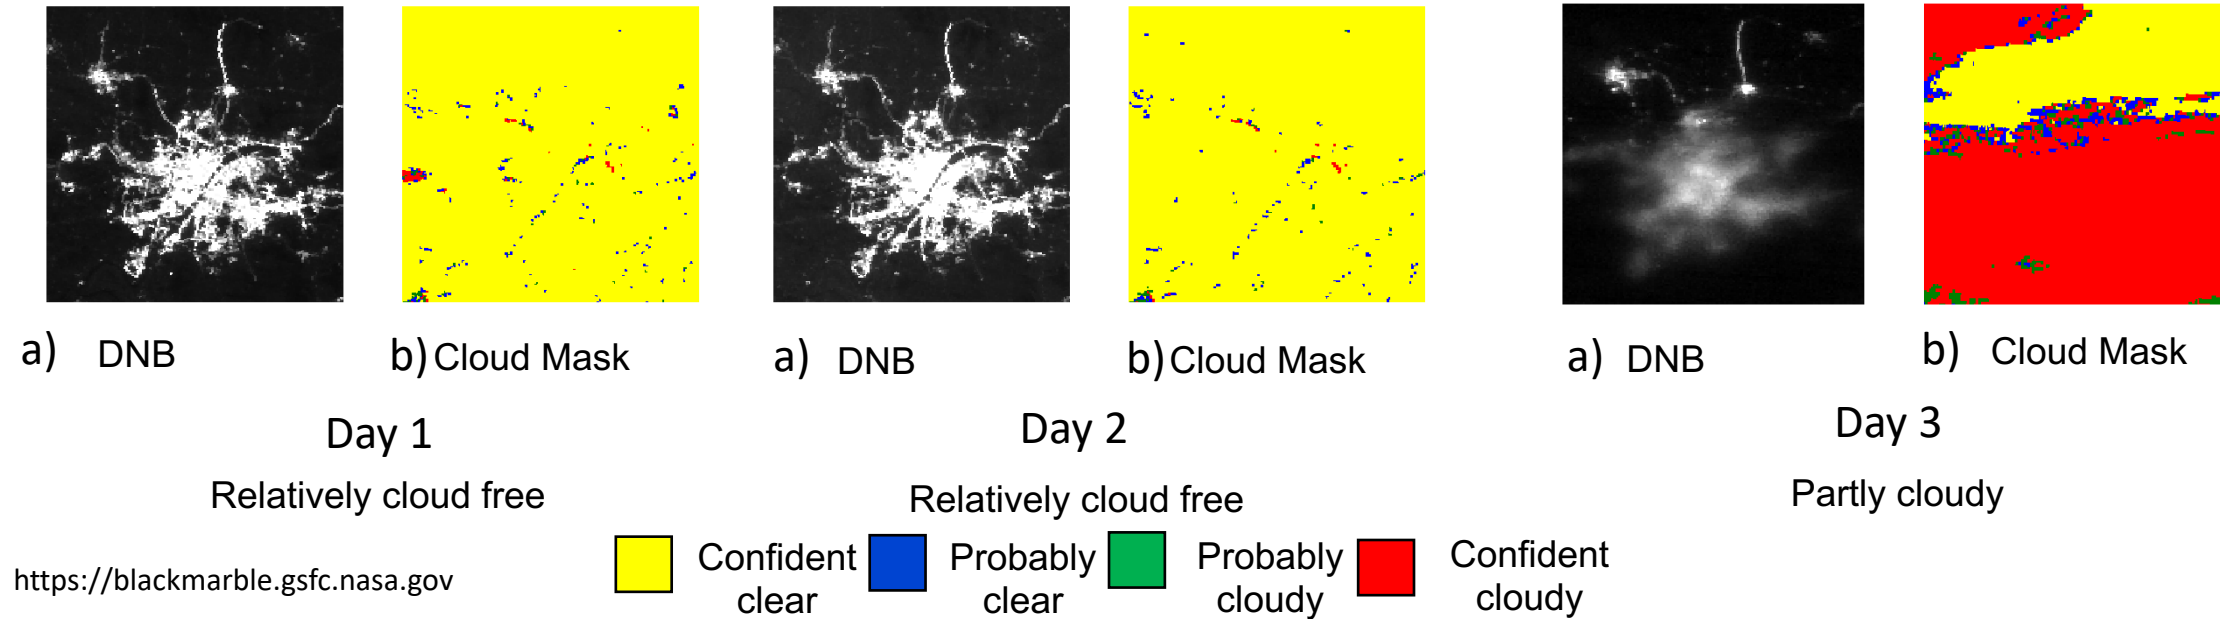 a) DNB
b) Cloud Mask
a) DNB
b) Cloud Mask
a) DNB
b) Cloud Mask
Day 1
Day 2
Day 3
Relatively cloud free
Relatively cloud free
Partly cloudy
Confident
clear
Probably
clear
Probably
cloudy
Confident
cloudy
https://blackmarble.gsfc.nasa.gov